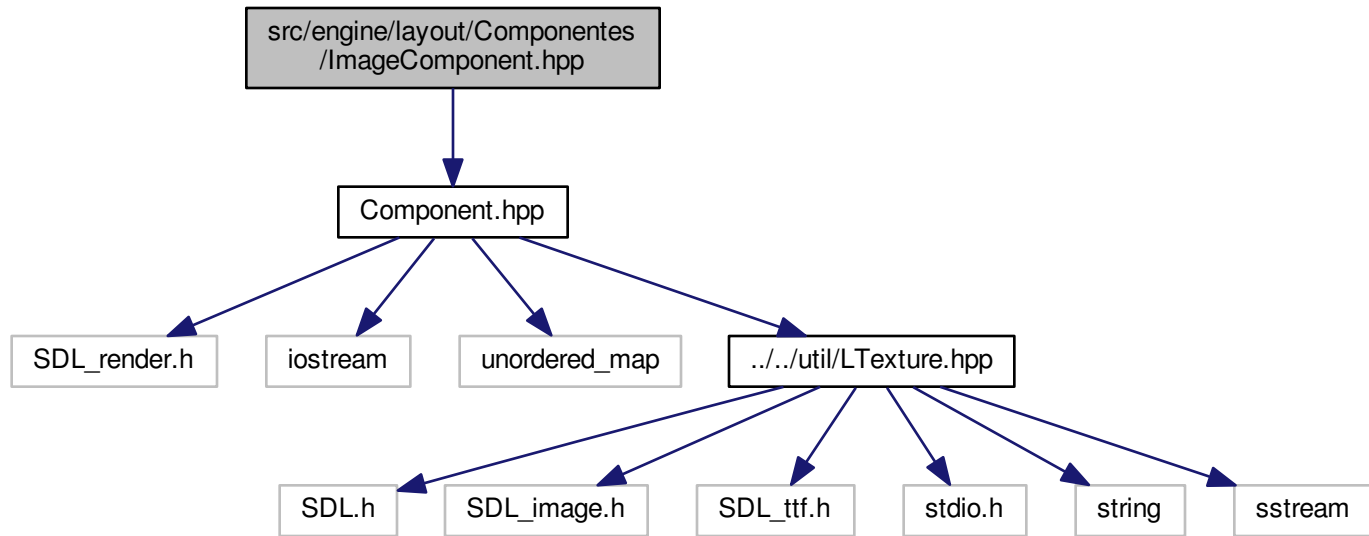 src/engine/layout/Componentes
/ImageComponent.hpp
Component.hpp
SDL_render.h
iostream
unordered_map
../../util/LTexture.hpp
SDL.h
SDL_image.h
SDL_ttf.h
stdio.h
string
sstream